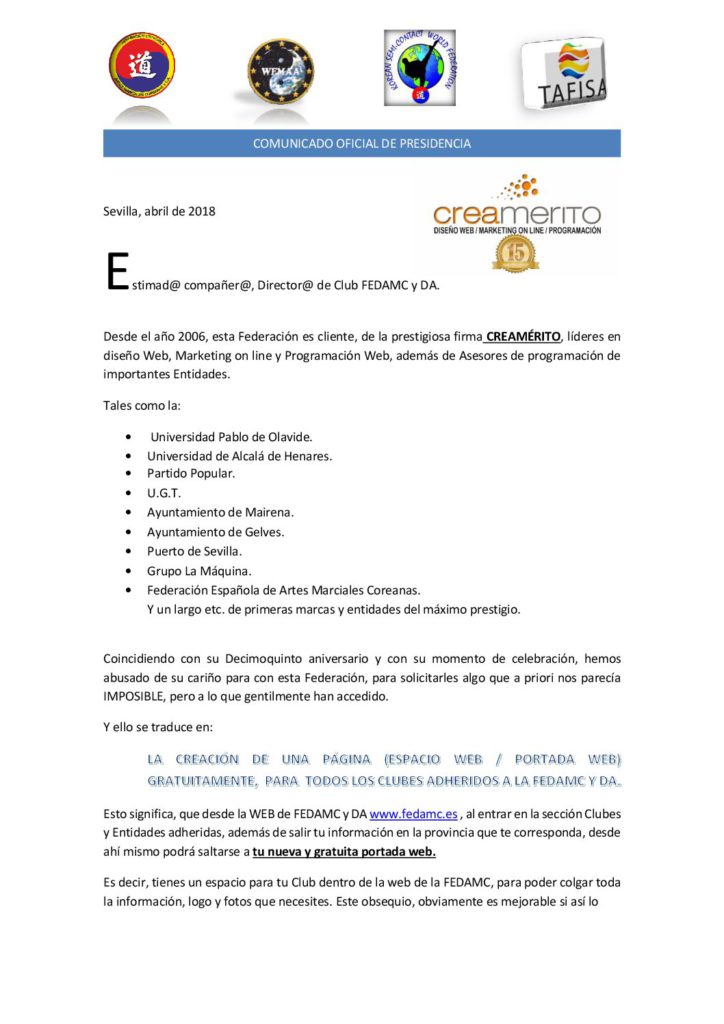 道
WEMAA
KOREAN SEMI-CONTACT WORLD FEDERATION
道
TAFISA
COMUNICADO OFICIAL DE PRESIDENCIA
Sevilla, abril de 2018
creamerito
DISEÑO WEB / MARKETING ON LINE / PROGRAMACIÓN
15
Estimad@ compañer@, Director@ de Club FEDAMC y DA.
Desde el año 2006, esta Federación es cliente, de la prestigiosa firma CREAMÉRITO, líderes en
diseño Web, Marketing on line y Programación Web, además de Asesores de programación de
importantes Entidades.
Tales como la:
• Universidad Pablo de Olavide.
• Universidad de Alcalá de Henares.
• Partido Popular.
• U.G.T.
• Ayuntamiento de Mairena.
• Ayuntamiento de Gelves.
• Puerto de Sevilla.
• Grupo La Máquina.
• Federación Española de Artes Marciales Coreanas.
Y un largo etc. de primeras marcas y entidades del máximo prestigio.
Coincidiendo con su Decimoquinto aniversario y con su momento de celebración, hemos
abusado de su cariño para con esta Federación, para solicitarles algo que a priori nos parecía
IMPOSIBLE, pero a lo que gentilmente han accedido.
Y ello se traduce en:
LA CREACIÓN DE UNA PÁGINA (ESPACIO WEB / PORTADA WEB)
GRATUITAMENTE, PARA TODOS LOS CLUBES ADHERIDOS A LA FEDAMC Y DA.
Esto significa, que desde la WEB de FEDAMC y DA www.fedamc.es , al entrar en la sección Clubes
y Entidades adheridas, además de salir tu información en la provincia que te corresponda, desde
ahí mismo podrá saltarse a tu nueva y gratuita portada web.
Es decir, tienes un espacio para tu Club dentro de la web de la FEDAMC, para poder colgar toda
la información, logo y fotos que necesites. Este obsequio, obviamente es mejorable si así lo